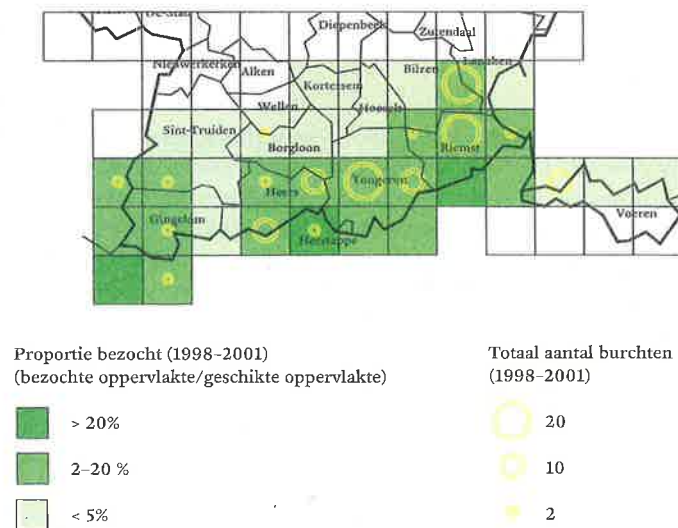 Diepenbeek
Zutendaal
Nieuwerkerken
Alken
Bilzen
Lanaken
Kortessem
Wellen
Hoeselt
Sint-Truiden
Borgloon
Riemst
Heers
Tongeren
Gingelom
Voeren
Herstappe
Proportie bezocht (1998-2001)
(bezochte oppervlakte/geschikte oppervlakte)
> 20%
2–20 %
< 5%
Totaal aantal burchten
(1998–2001)
20
10
2